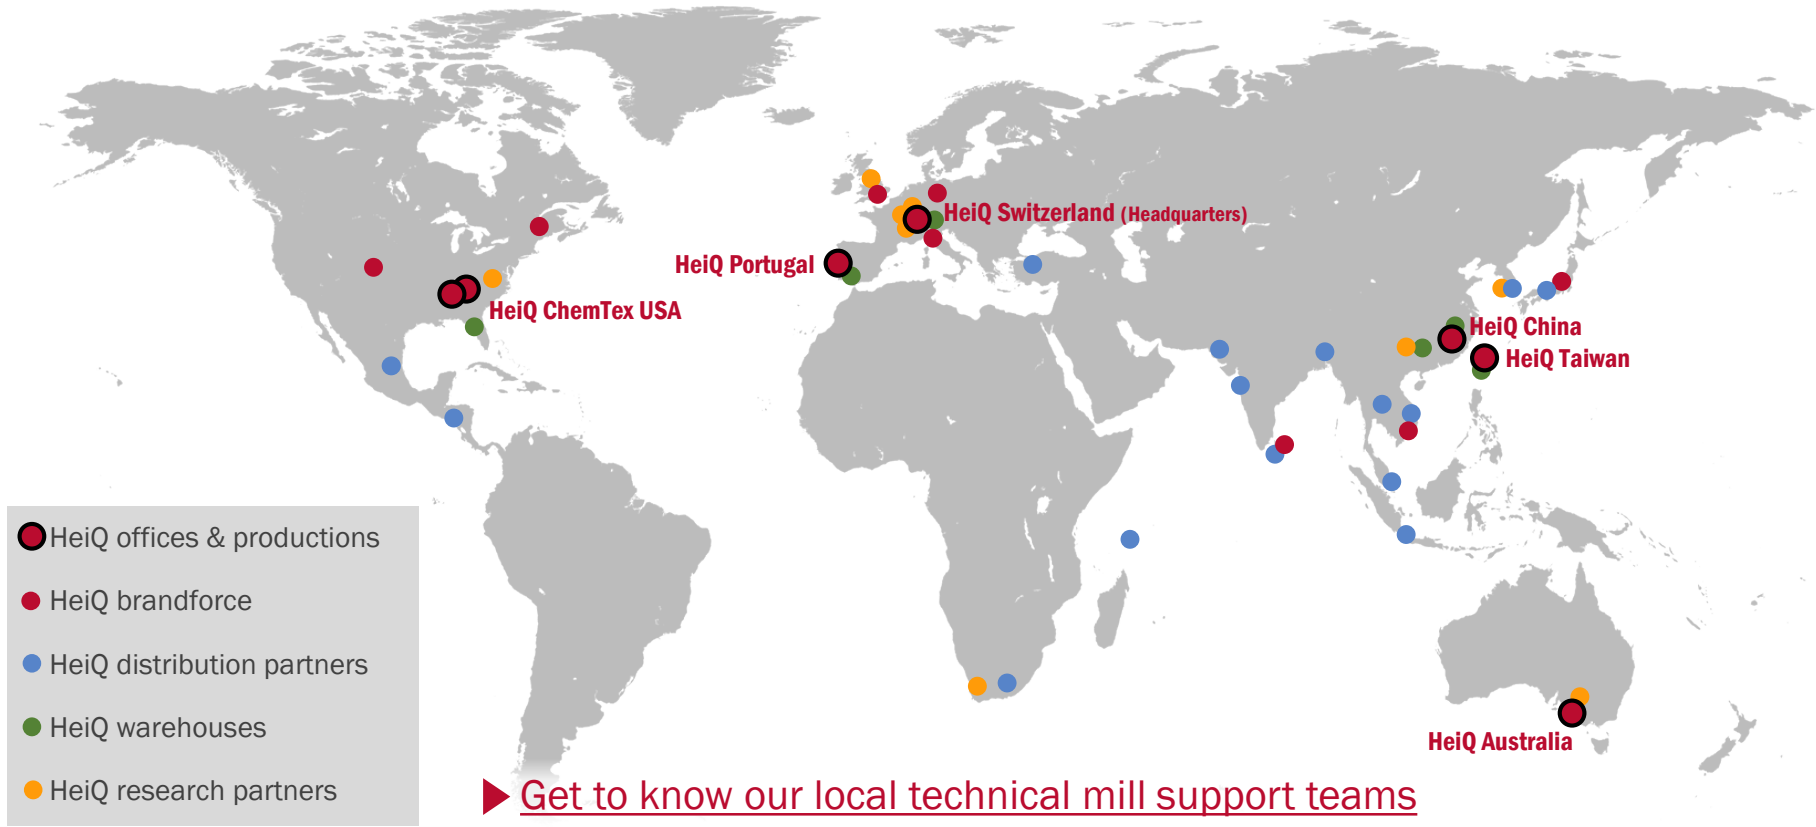 HeiQ Switzerland (Headquarters)
HeiQ Portugal
HeiQ ChemTex USA
HeiQ China
HeiQ Taiwan
HeiQ offices & productions
HeiQ brandforce
HeiQ distribution partners
HeiQ warehouses
HeiQ research partners
HeiQ Australia
Get to know our local technical mill support teams